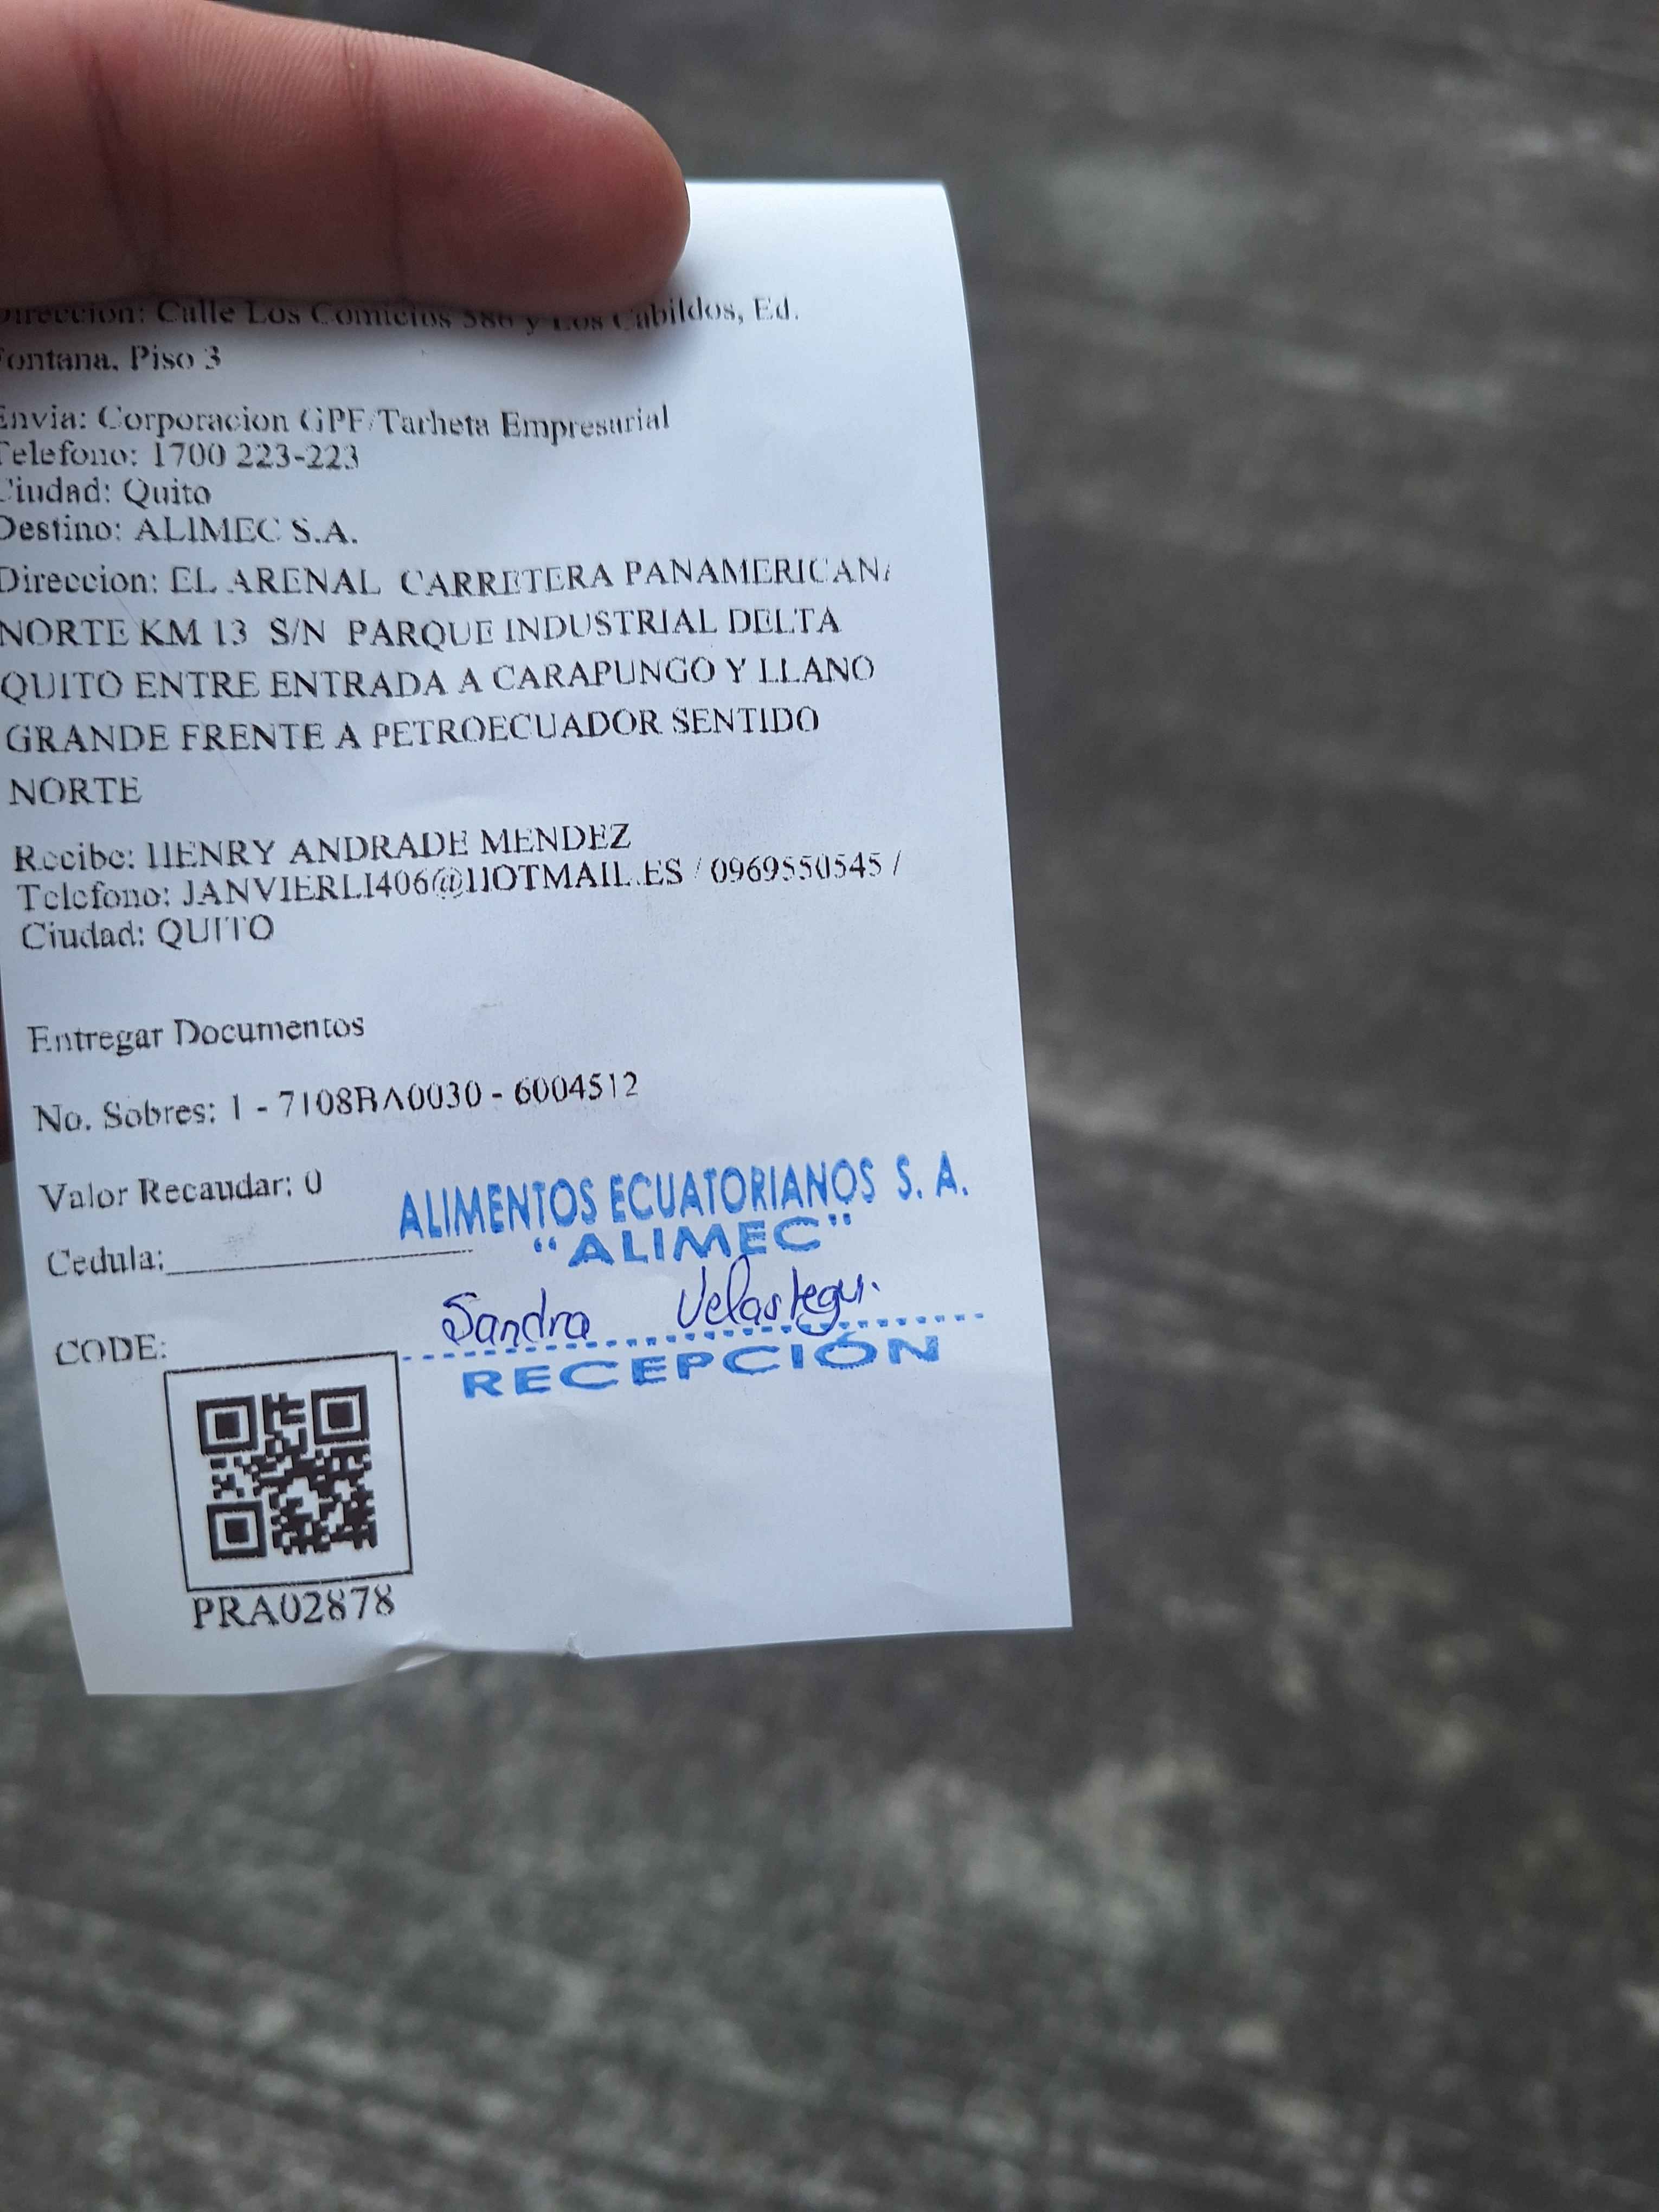 Direccion: Calle Los Comicios 586 y Los Cabildos, Ed.
Fontana, Piso 3
Envia: Corporacion GPF/Tarheta Empresarial
Telefono: 1700 223-223
Ciudad: Quito
Destino: ALIMEC S.A.
Direccion: EL ARENAL CARRETERA PANAMERICANA
NORTE KM 13 S/N PARQUE INDUSTRIAL DELTA
QUITO ENTRE ENTRADA A CARAPUNGO Y LLANO
GRANDE FRENTE A PETROECUADOR SENTIDO
NORTE
Recibe: HENRY ANDRADE MENDEZ
Telefono: JANVIERLI406@HOTMAIL.ES / 0969550545 /
Ciudad: QUITO
Entregar Documentos
No. Sobres: 1 - 7108BA0030 - 6004512
Valor Recaudar: 0
ALIMENTOS ECUATORIANOS S. A.
"ALIMEC"
Cedula:
Sandra Velastegui
CODE:
RECEPCIÓN
PRA02878